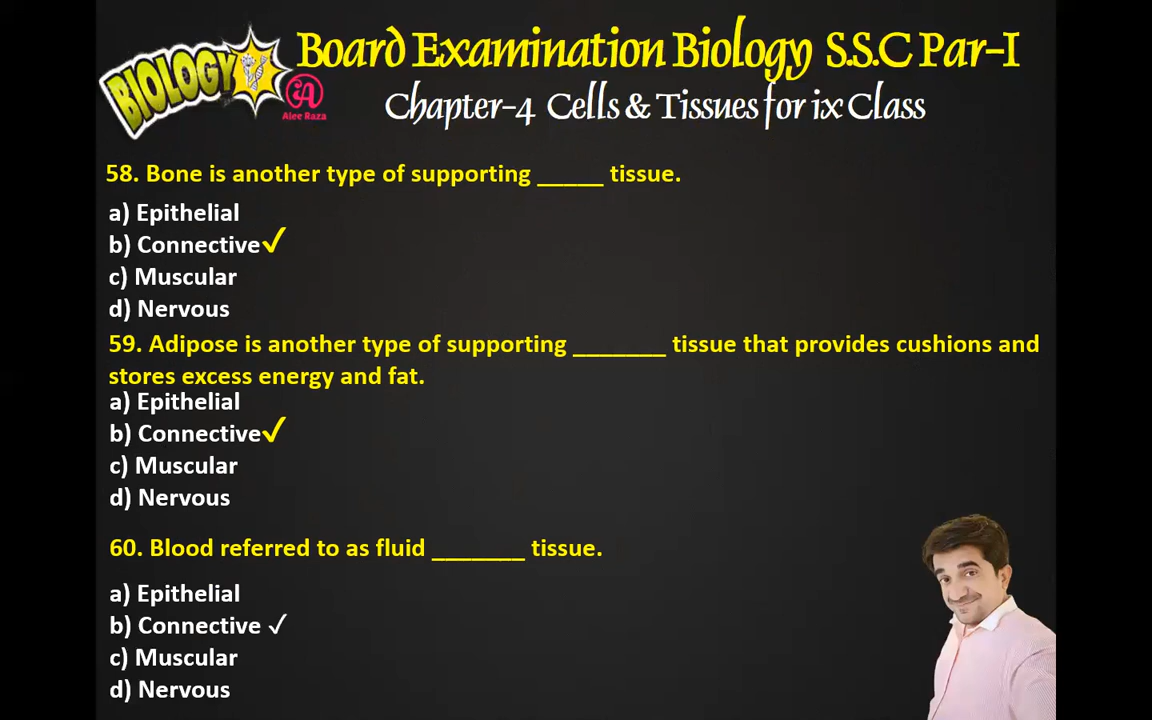 BIOLOGY
Alee Raza
Board Examination Biology S.S.C Par-I
Chapter-4 Cells & Tissues for ix Class
58. Bone is another type of supporting _____ tissue.
a) Epithelial
b) Connective✓
c) Muscular
d) Nervous
59. Adipose is another type of supporting _______ tissue that provides cushions and
stores excess energy and fat.
a) Epithelial
b) Connective✓
c) Muscular
d) Nervous
60. Blood referred to as fluid _______ tissue.
a) Epithelial
b) Connective ✓
c) Muscular
d) Nervous